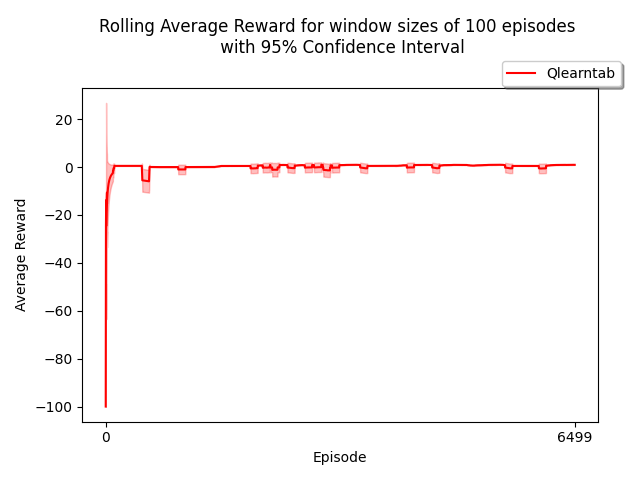 Rolling Average Reward for window sizes of 100 episodes
with 95% Confidence Interval
Qlearntab
20
0
−20
−40
−60
−80
−100
Average Reward
0
6499
Episode